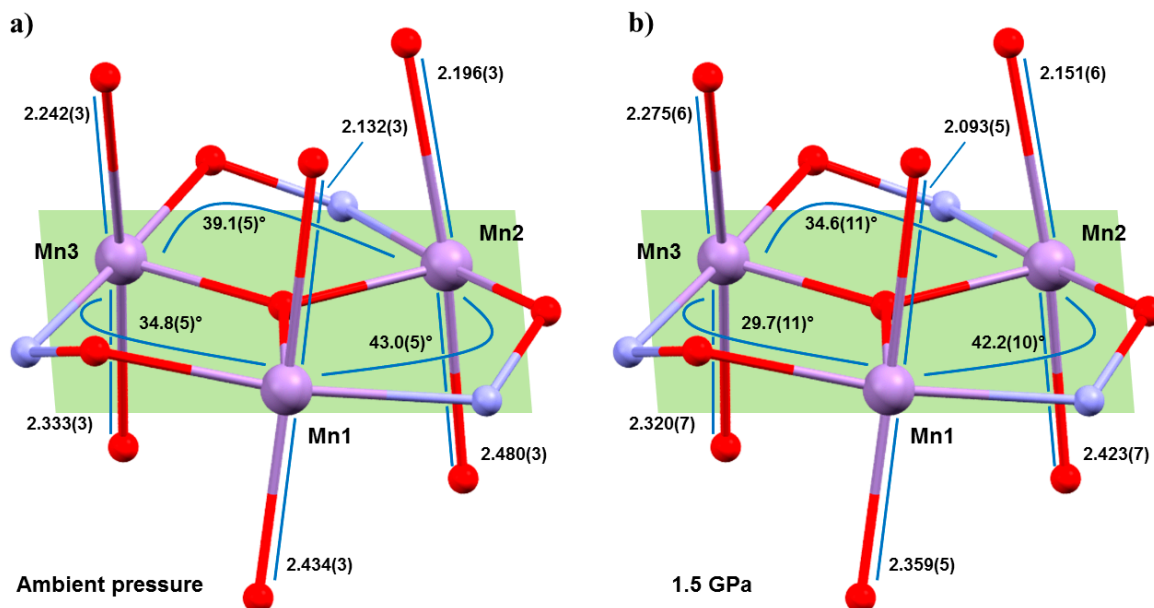 a)
2.196(3)
2.242(3)
2.132(3)
39.1(5)°
Mn3
Mn2
34.8(5)°
43.0(5)°
2.333(3)
Mn1
2.480(3)
2.434(3)
Ambient pressure
b)
2.151(6)
2.275(6)
2.093(5)
34.6(11)°
Mn3
Mn2
29.7(11)°
42.2(10)°
2.320(7)
Mn1
2.423(7)
2.359(5)
1.5 GPa